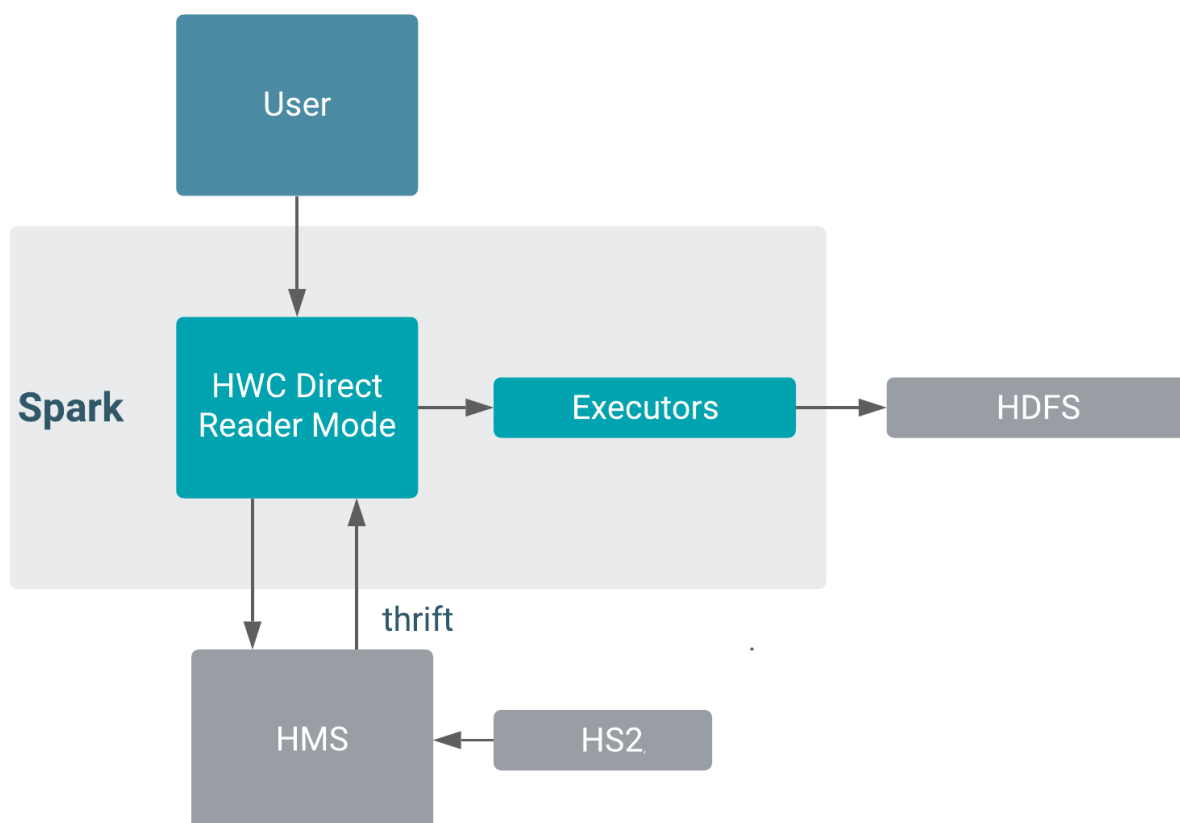 User
Spark
HWC Direct
Reader Mode
Executors
HDFS
thrift
HMS
HS2